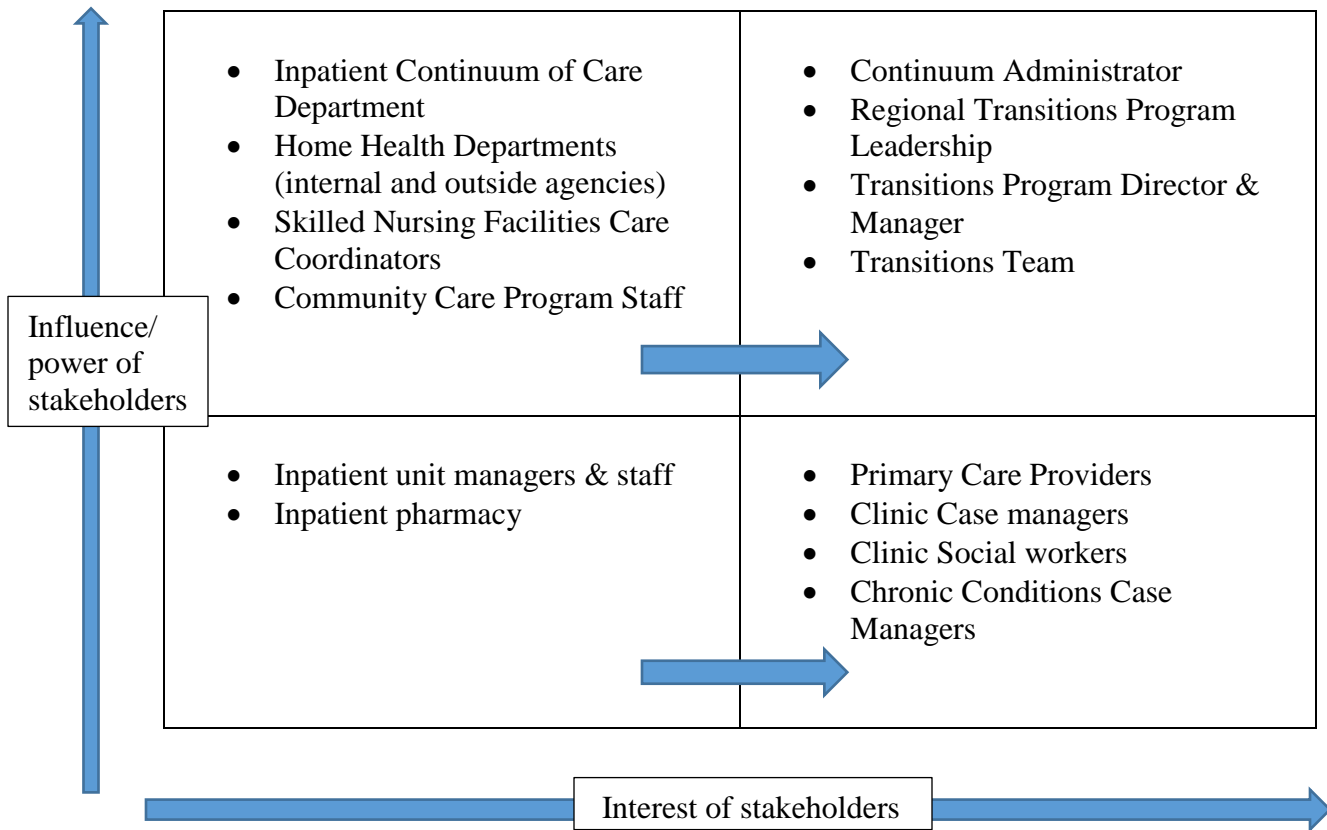 • Inpatient Continuum of Care
Department
• Home Health Departments
(internal and outside agencies)
• Skilled Nursing Facilities Care
Coordinators
• Community Care Program Staff
• Continuum Administrator
• Regional Transitions Program
Leadership
• Transitions Program Director &
Manager
• Transitions Team
Influence/
power of
stakeholders
• Inpatient unit managers & staff
• Inpatient pharmacy
• Primary Care Providers
• Clinic Case managers
• Clinic Social workers
• Chronic Conditions Case
Managers
Interest of stakeholders